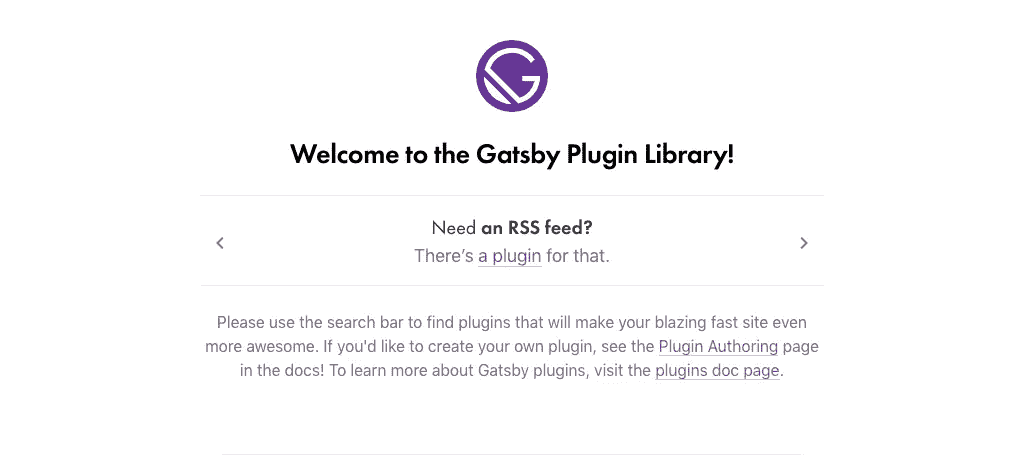 Welcome to the Gatsby Plugin Library!
Need an RSS feed?
There’s a plugin for that.
Please use the search bar to find plugins that will make your blazing fast site even
more awesome. If you'd like to create your own plugin, see the Plugin Authoring page
in the docs! To learn more about Gatsby plugins, visit the plugins doc page.